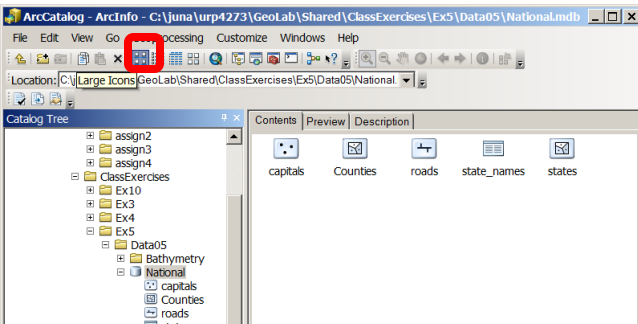 ArcCatalog - ArcInfo - C:\juna\urp4273\GeoLab\Shared\ClassExercises\Ex5\Data05\National.mdb
File Edit View Go processing Customize Windows Help
Location: C:\j Large Icons GeoLab\Shared\ClassExercises\Ex5\Data05\National.
Catalog Tree
Contents Preview Description
assign2
assign3
assign4
ClassExercises
Ex10
Ex3
Ex4
Ex5
Data05
Bathymetry
National
capitals
Counties
roads
capitals Counties roads state_names states